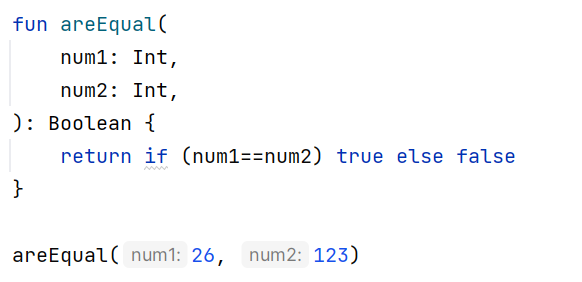 fun areEqual(
    num1: Int,
    num2: Int,
): Boolean {
    return if (num1==num2) true else false
}
areEqual( num1: 26, num2: 123)